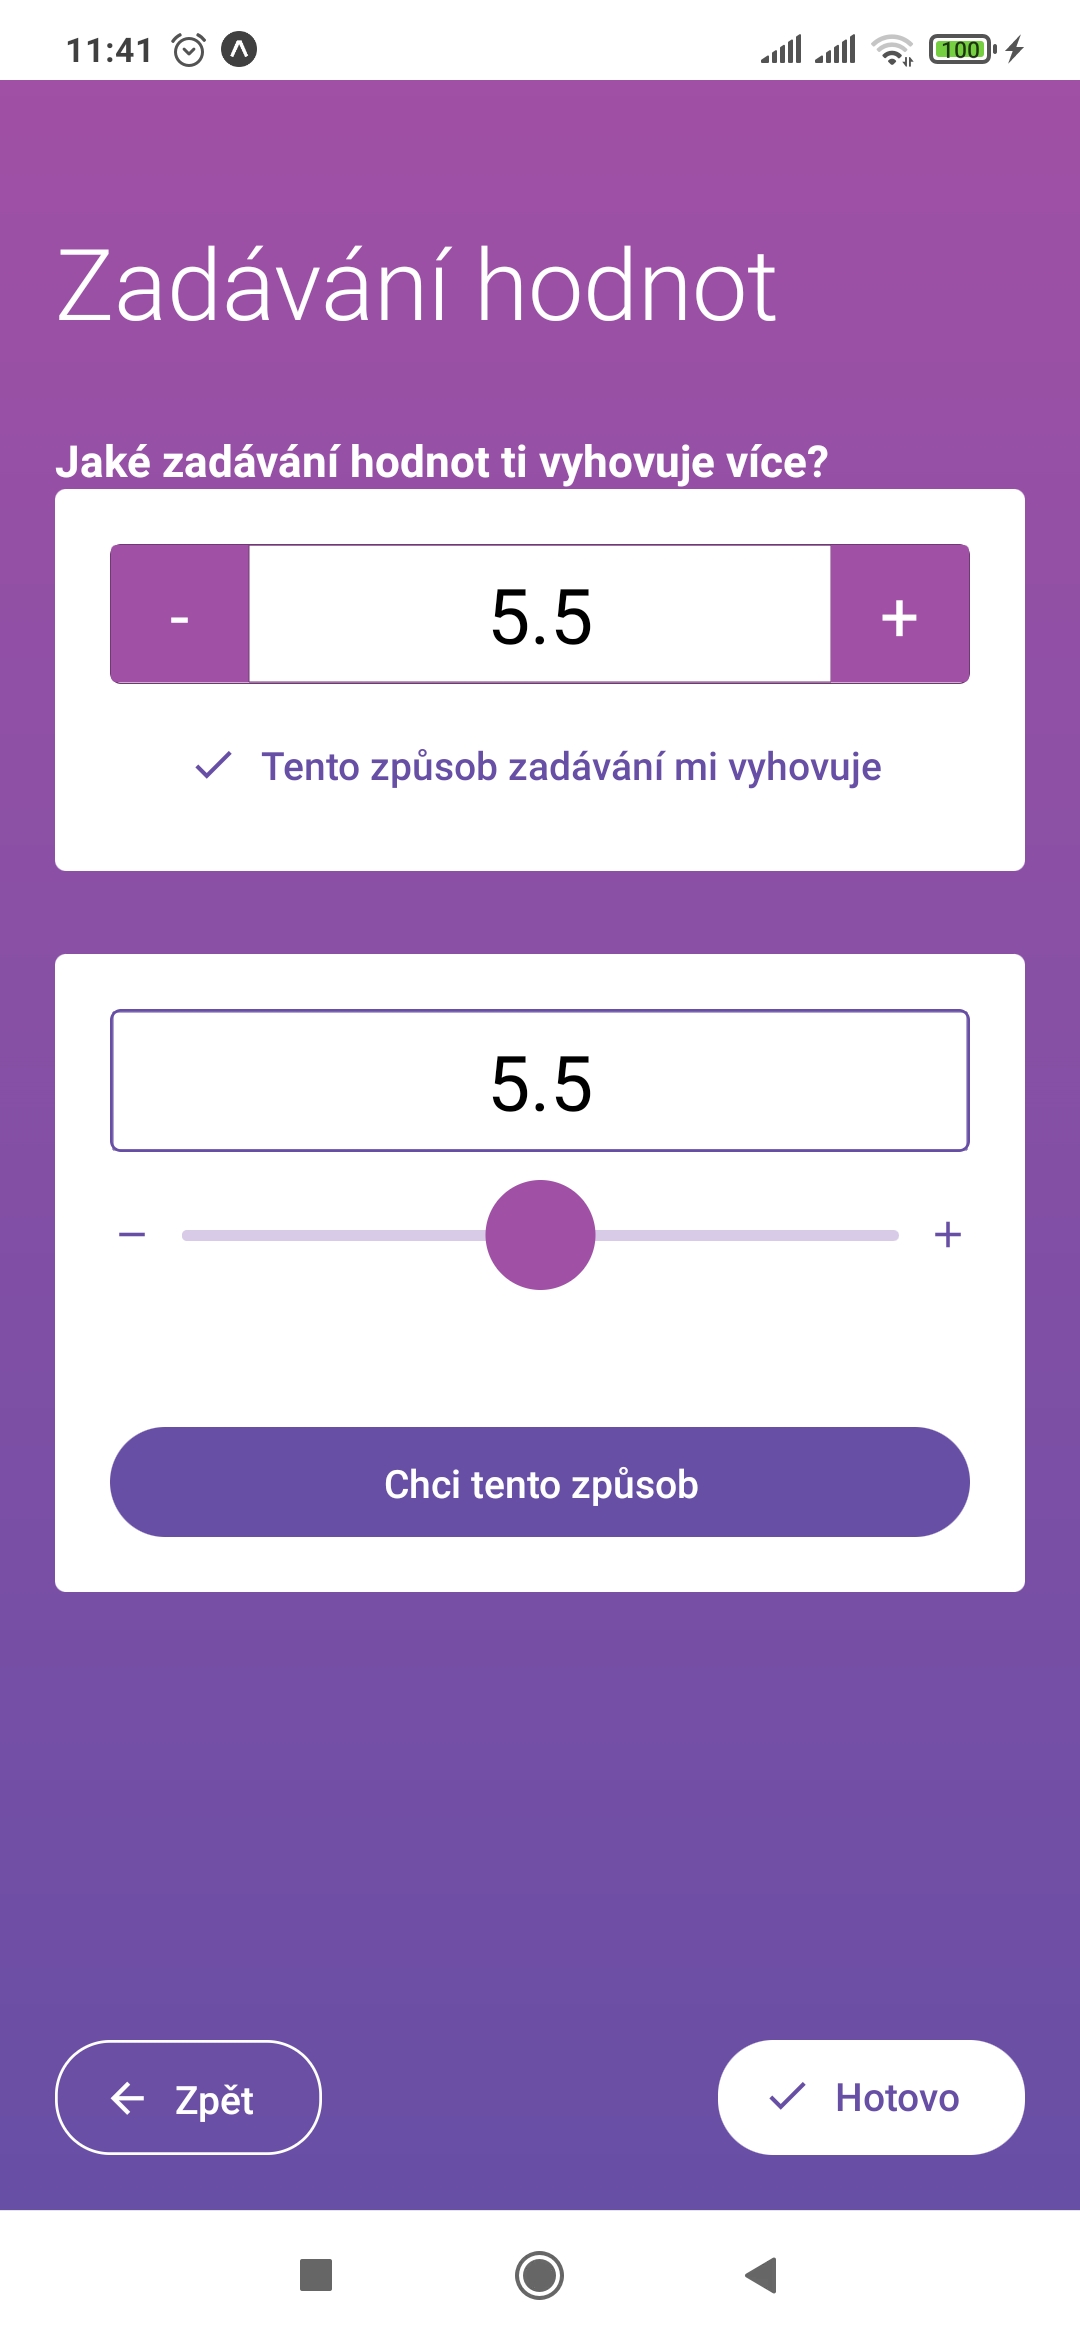 11:41
100
Zadávání hodnot
Jaké zadávání hodnot ti vyhovuje více?
- 5.5 +
Tento způsob zadávání mi vyhovuje
5.5
− +
Chci tento způsob
Zpět
Hotovo